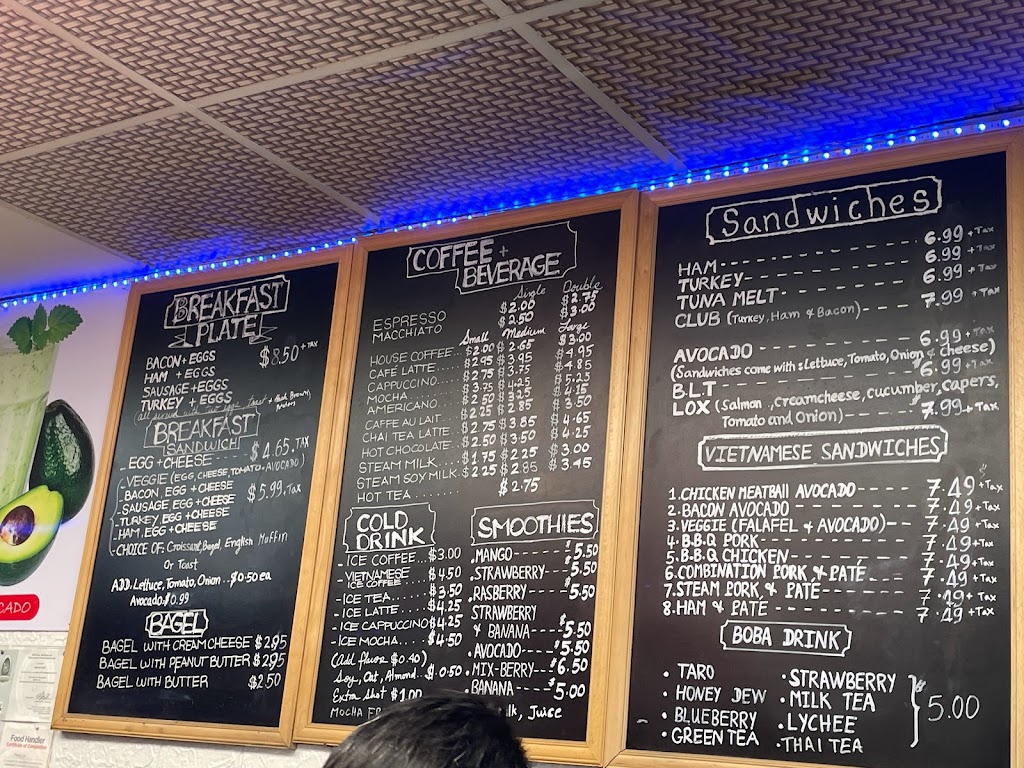 BREAKFAST
PLATE
BACON + EGGS
HAM + EGGS
$8.50 + TAX
SAUSAGE + EGGS
TURKEY + EGGS
BREAKFAST
SANDWICH
- EGG + CHEESE $4.65. TAX
- VEGGIE (EGG, CHEESE, TOMATO, AVOCADO)
- BACON EGG + CHEESE
- SAUSAGE EGG + CHEESE $5.99, Tax
- TURKEY, EGG + CHEESE
- HAM, EGG + CHEESE
- CHOICE OF: Croissant, Bagel, English Muffin
Or Toast
ADD. Lettuce, Tomato, Onion .. $0.50 ea
Avocado. $0.99
BAGEL
BAGEL WITH CREAM CHEESE $2.95
BAGEL WITH PEANUT BUTTER $2.95
BAGEL WITH BUTTER $2.50
COFFEE +
BEVERAGE
Single Double
ESPRESSO $2.00 $2.75
MACCHIATO $2.50 $3.00
Small Medium Large
HOUSE COFFEE.. $2.00 $2.65 $3.00
CAFÉ LATTE.... $2.95 $3.95 $4.95
CAPPUCCINO.... $2.75 $3.75 $4.85
MOCHA ........ $3.75 $4.25 $5.25
AMERICANO $2.50 $3.25 $4.15
CAFFE AU LAIT $2.25 $2.85 $3.50
CHAI TEA LATTE.. $2.75 $3.85 $4.65
HOT CHOCOLATE. $2.50 $3.50 $4.25
STEAM MILK.... $1.75 $2.25 $3.00
STEAM SOY MILK.. $2.25 $2.85 $3.45
HOT TEA ....... $2.75
COLD
DRINK
- ICE COFFEE ... $3.00
- VIETNAMESE
ICE COFFEE $4.50
- ICE TEA...... $3.50
- ICE LATTE..... $4.25
- ICE CAPPUCCINO $4.25
- ICE MOCHA.... $4.50
(Add flavor $0.40)
Soy, Oat, Almond... $0.50
Extra Shot $1.00
MOCHA
SMOOTHIES
. MANGO ---- $5.50
. STRAWBERRY --- $5.50
. RASBERRY --- $5.50
STRAWBERRY
& BANANA ---- $5.50
. AVOCADO ---- $5.50
. MIX-BERRY --- $6.50
. BANANA --- $5.00
Juice
Sandwiches
HAM - - - - - 6.99 + Tax
TURKEY - - - - - 6.99 + Tax
TUNA MELT - - - - - 6.99 + Tax
CLUB (Turkey, Ham & Bacon) - - - 7.99 + Tax
AVOCADO - - - - - 6.99 + Tax
(Sandwiches come with Lettuce, Tomato, Onion & cheese)
B.L.T - - - - - 6.99 + Tax
LOX (Salmon, creamcheese, cucumber, capers,
Tomato and Onion) - - - 7.99 + Tax
VIETNAMESE SANDWICHES
1. CHICKEN MEATBAll AVOCADO - - - 7.49 + Tax
2. BACON AVOCADO - - - 7.49 + Tax
3. VEGGIE (FALAFEL & AVOCADO) - - 7.49 + Tax
4. B.B.Q PORK - - - 7.49 + Tax
5. B.B.Q CHICKEN - - - 7.49 + Tax
6. COMBINATION PORK & PATÉ - - - 7.49 + Tax
7. STEAM PORK & PATÉ - - - 7.49 + Tax
8. HAM & PATE - - - 7.49 + Tax
BOBA DRINK
• TARO
• HONEY DEW
• BLUEBERRY
• GREEN TEA
• STRAWBERRY
• MILK TEA
• LYCHEE
• THAI TEA
5.00
CADO
Food Handler